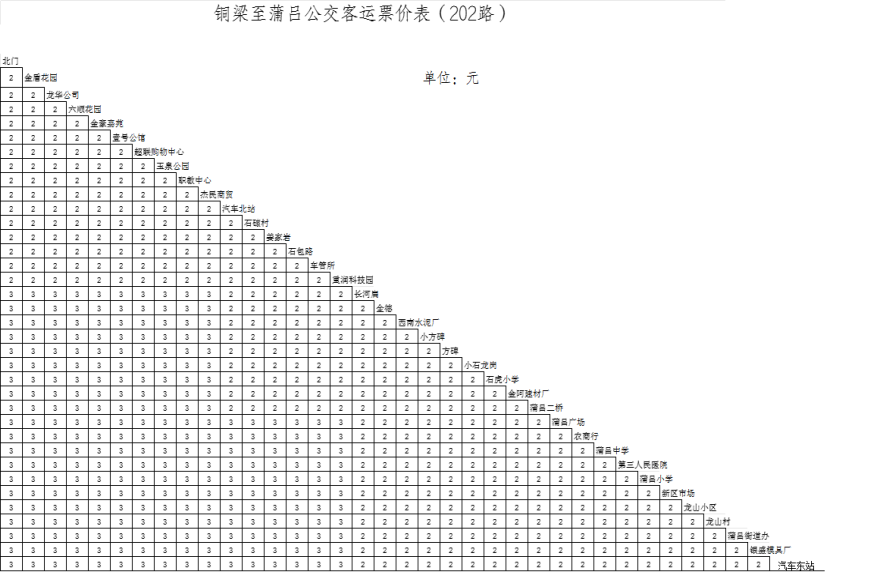 铜梁至蒲吕公交客运票价表（202路）
单位：元
北门
2 金盾花园
2 2 龙华公司
2 2 2 六顺花园
2 2 2 2 金豪嘉苑
2 2 2 2 2 壹号公馆
2 2 2 2 2 2 超联购物中心
2 2 2 2 2 2 2 玉泉公园
2 2 2 2 2 2 2 2 职教中心
2 2 2 2 2 2 2 2 2 杰民商贸
2 2 2 2 2 2 2 2 2 2 汽车北站
2 2 2 2 2 2 2 2 2 2 2
2 2 2 2 2 2 2 2 2 2 2 2 姜家岩
2 2 2 2 2 2 2 2 2 2 2 2 2 石包路
2 2 2 2 2 2 2 2 2 2 2 2 2 2 车管所
2 2 2 2 2 2 2 2 2 2 2 2 2 2 2 重润科技园
3 3 3 3 3 3 3 3 3 3 2 2 2 2 2 2 长河扁
3 3 3 3 3 3 3 3 3 3 2 2 2 2 2 2 2
3 3 3 3 3 3 3 3 3 3 2 2 2 2 2 2 2 2 西南水泥厂
3 3 3 3 3 3 3 3 3 3 2 2 2 2 2 2 2 2 2 小方碑
3 3 3 3 3 3 3 3 3 3 2 2 2 2 2 2 2 2 2 2 方碑
3 3 3 3 3 3 3 3 3 3 2 2 2 2 2 2 2 2 2 2 2 小石龙岗
3 3 3 3 3 3 3 3 3 3 2 2 2 2 2 2 2 2 2 2 2 2 石虎小学
3 3 3 3 3 3 3 3 3 3 2 2 2 2 2 2 2 2 2 2 2 2 2
3 3 3 3 3 3 3 3 3 3 2 2 2 2 2 2 2 2 2 2 2 2 2 2 蒲吕二桥
3 3 3 3 3 3 3 3 3 3 3 3 3 3 3 2 2 2 2 2 2 2 2 2 2 蒲吕广场
3 3 3 3 3 3 3 3 3 3 3 3 3 3 3 2 2 2 2 2 2 2 2 2 2 2 农商行
3 3 3 3 3 3 3 3 3 3 3 3 3 3 3 2 2 2 2 2 2 2 2 2 2 2 2 蒲吕中学
3 3 3 3 3 3 3 3 3 3 3 3 3 3 3 2 2 2 2 2 2 2 2 2 2 2 2 2 第三人民医院
3 3 3 3 3 3 3 3 3 3 3 3 3 3 3 2 2 2 2 2 2 2 2 2 2 2 2 2 2 蒲吕小学
3 3 3 3 3 3 3 3 3 3 3 3 3 3 3 2 2 2 2 2 2 2 2 2 2 2 2 2 2 2 新区市场
3 3 3 3 3 3 3 3 3 3 3 3 3 3 3 2 2 2 2 2 2 2 2 2 2 2 2 2 2 2 2 龙山小区
3 3 3 3 3 3 3 3 3 3 3 3 3 3 3 2 2 2 2 2 2 2 2 2 2 2 2 2 2 2 2 2 龙山村
3 3 3 3 3 3 3 3 3 3 3 3 3 3 3 2 2 2 2 2 2 2 2 2 2 2 2 2 2 2 2 2 2 蒲吕街道办
3 3 3 3 3 3 3 3 3 3 3 3 3 3 3 2 2 2 2 2 2 2 2 2 2 2 2 2 2 2 2 2 2 2 银盛模具厂
3 3 3 3 3 3 3 3 3 3 3 3 3 3 3 2 2 2 2 2 2 2 2 2 2 2 2 2 2 2 2 2 2 2 2 汽车东站